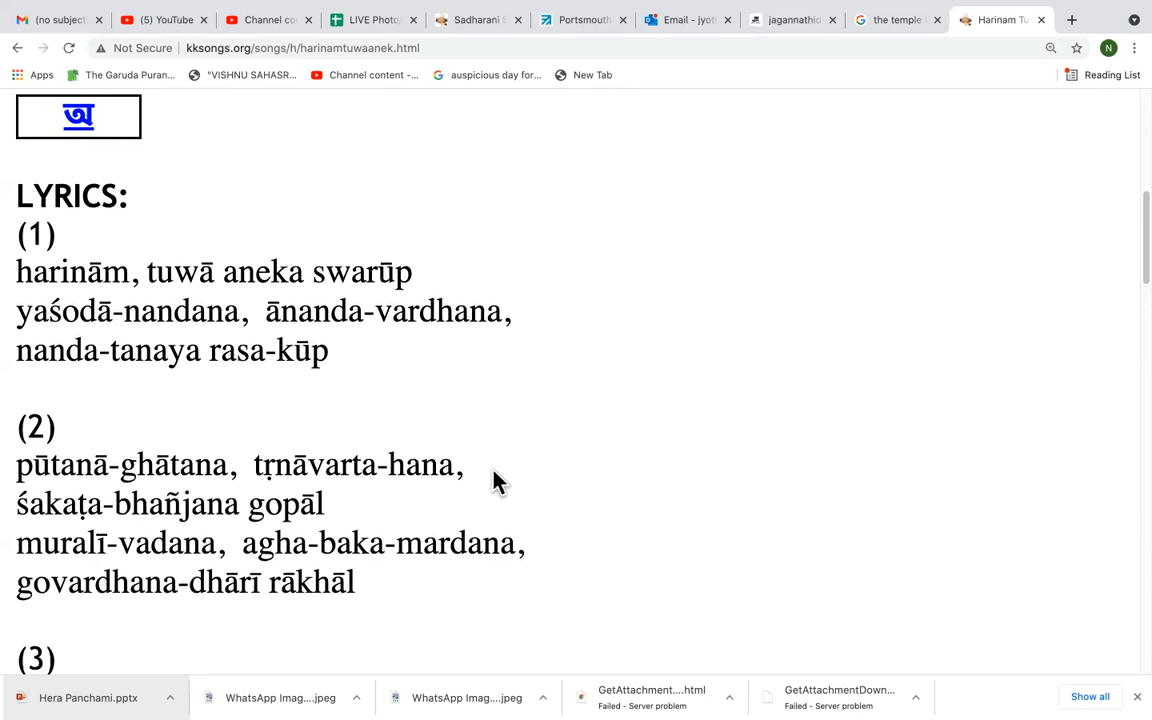 (no subject
(5) YouTube
Channel co
LIVE Photo
Sadharani
Portsmouth
Email - jyot
jagannathid
the temple
Harinam Tu
Not Secure
kksongs.org/songs/h/harinamtuwaanek.html
N
Apps
The Garuda Puran...
"VISHNU SAHASR...
Channel content -...
auspicious day for...
New Tab
Reading List
অ
LYRICS:
(1)
harinām, tuwā aneka swarūp
yaśodā-nandana, ānanda-vardhana,
nanda-tanaya rasa-kūp
(2)
pūtanā-ghātana, tṛnāvarta-hana,
śakaṭa-bhañjana gopāl
muralī-vadana, agha-baka-mardana,
govardhana-dhārī rākhāl
(3)
Hera Panchami.pptx
WhatsApp Imag....jpeg
WhatsApp Imag....jpeg
GetAttachment....html
Failed - Server problem
GetAttachmentDown...
Failed - Server problem
Show all